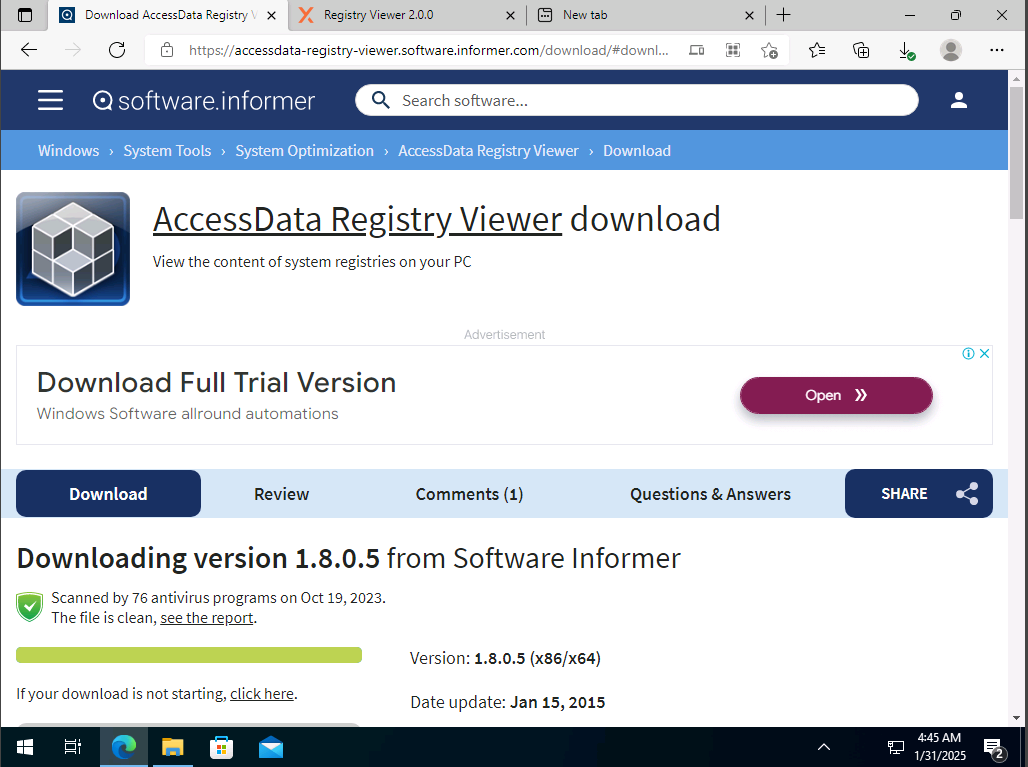 Download AccessData Registry V
Registry Viewer 2.0.0
New tab
https://accessdata-registry-viewer.software.informer.com/download/#downl...
software.informer
Search software...
Windows › System Tools › System Optimization › AccessData Registry Viewer › Download
AccessData Registry Viewer download
View the content of system registries on your PC
Advertisement
Download Full Trial Version
Windows Software allround automations
Open »
Download
Review
Comments (1)
Questions & Answers
SHARE
Downloading version 1.8.0.5 from Software Informer
Scanned by 76 antivirus programs on Oct 19, 2023.
The file is clean, see the report.
Version: 1.8.0.5 (x86/x64)
If your download is not starting, click here.
Date update: Jan 15, 2015
4:45 AM
1/31/2025
2